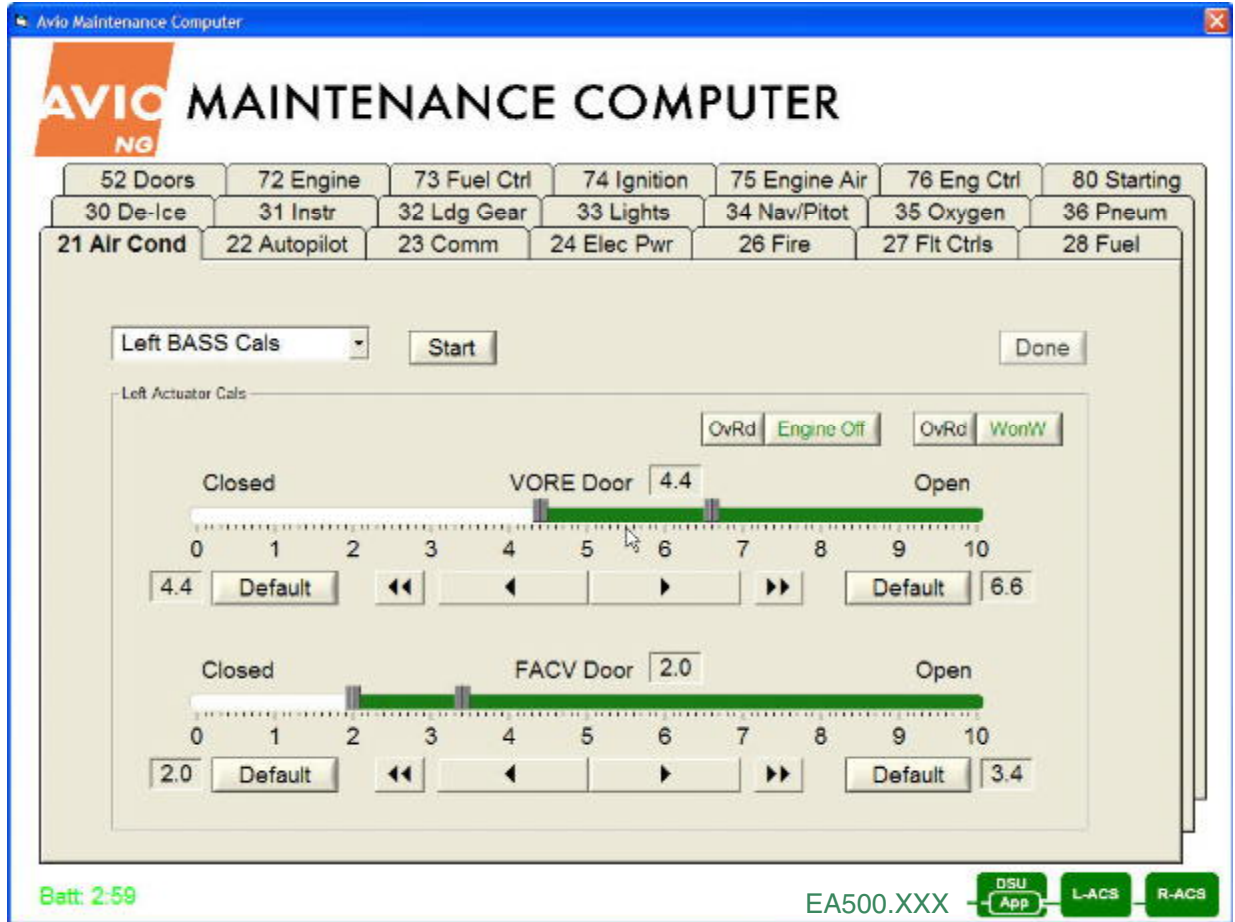 Avio Maintenance Computer
AVIO NG MAINTENANCE COMPUTER
52 Doors 72 Engine 73 Fuel Ctrl 74 Ignition 75 Engine Air 76 Eng Ctrl 80 Starting
30 De-Ice 31 Instr 32 Ldg Gear 33 Lights 34 Nav/Pitot 35 Oxygen 36 Pneum
21 Air Cond 22 Autopilot 23 Comm 24 Elec Pwr 26 Fire 27 Flt Ctrls 28 Fuel
Left BASS Cals Start Done
Left Actuator Cals
OvRd Engine Off OvRd WonW
Closed VORE Door 4.4 Open
0 1 2 3 4 5 6 7 8 9 10
4.4 Default Default 6.6
Closed FACV Door 2.0 Open
0 1 2 3 4 5 6 7 8 9 10
2.0 Default Default 3.4
Batt: 2:59 EA500.XXX DSU App L-ACS R-ACS